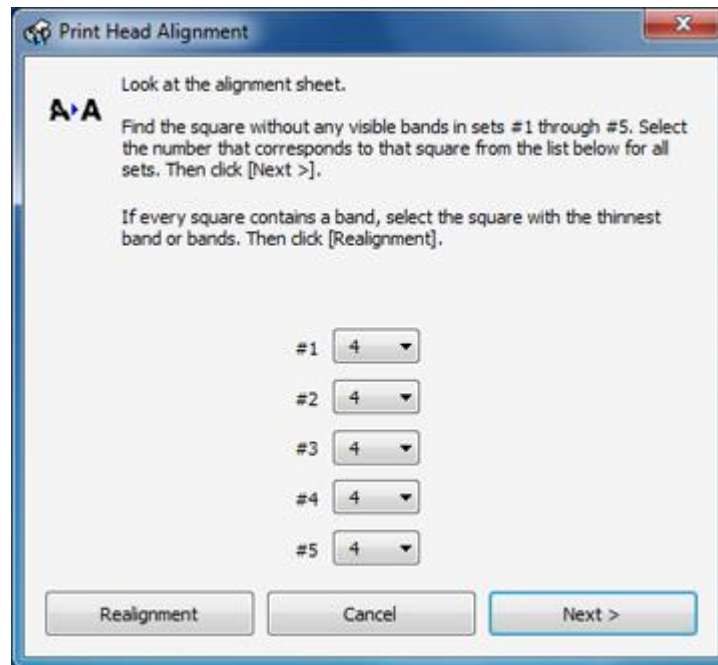 Print Head Alignment
Look at the alignment sheet.
A A
Find the square without any visible bands in sets #1 through #5. Select
the number that corresponds to that square from the list below for all
sets. Then click [Next >].
If every square contains a band, select the square with the thinnest
band or bands. Then click [Realignment].
#1 4
#2 4
#3 4
#4 4
#5 4
Realignment Cancel Next >